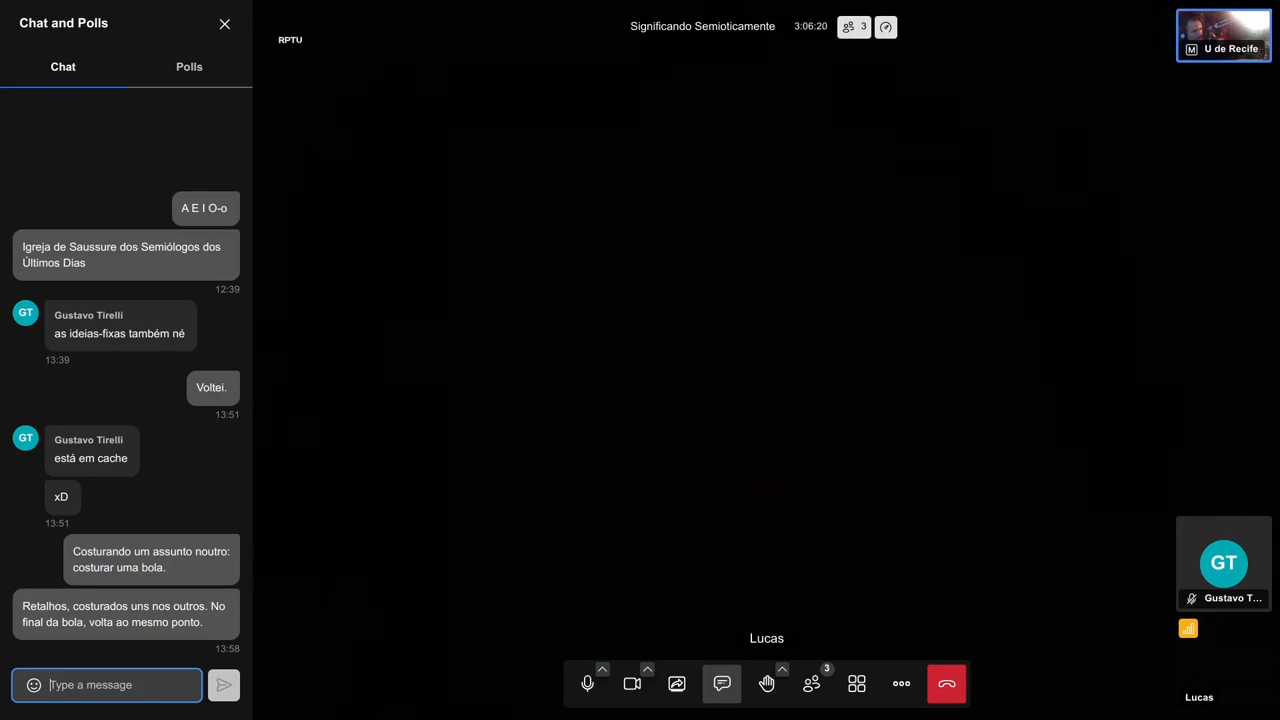 Chat and Polls
Chat
Polls
A E I O-o
Igreja de Saussure dos Semiólogos dos
Últimos Dias
12:39
GT
Gustavo Tirelli
as ideias-fixas também né
13:39
Voltei.
13:51
GT
Gustavo Tirelli
está em cache
xD
13:51
Costurando um assunto noutro:
costurar uma bola.
Retalhos, costurados uns nos outros. No
final da bola, volta ao mesmo ponto.
13:58
Type a message
RPTU
Significando Semioticamente
3:06:20
3
M
U de Recife
GT
Gustavo T...
Lucas
3
Lucas